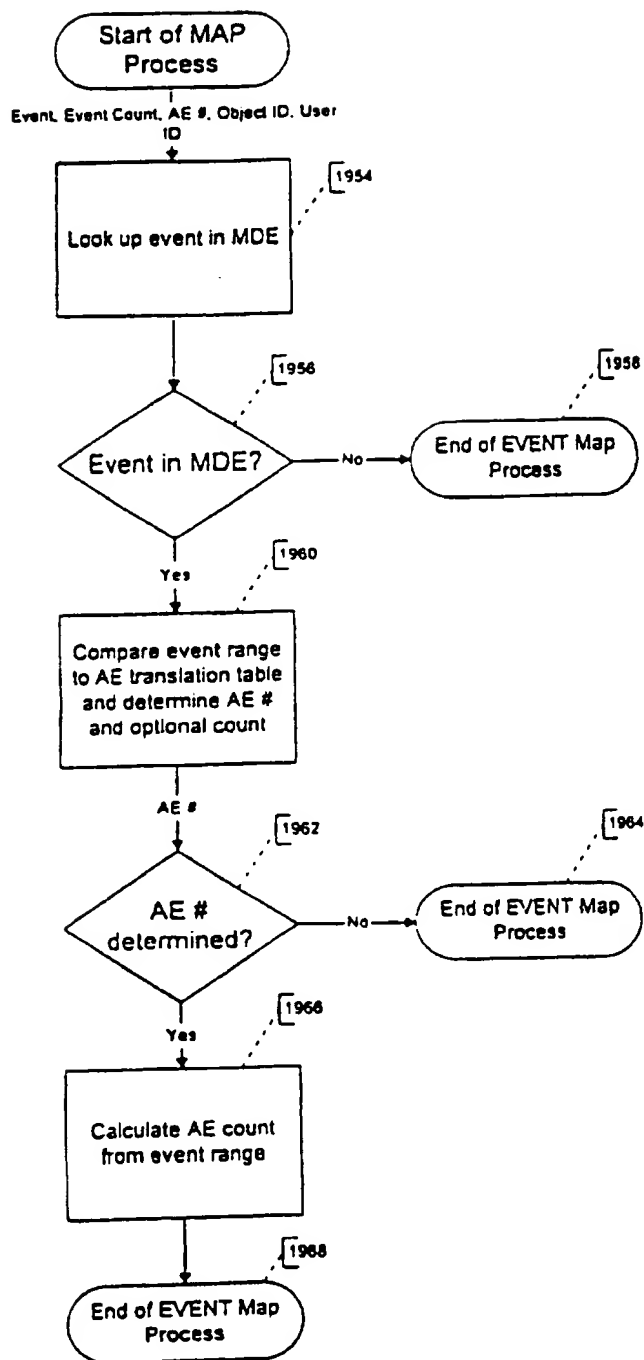 Start of MAP
Process
Event, Event Count, AE #, Object ID, User
ID
1954
Look up event in MDE
1956
1958
Event in MDE?
No
End of EVENT Map
Process
Yes
1960
Compare event range
to AE translation table
and determine AE #
and optional count
AE #
1962
1964
AE #
determined?
No
End of EVENT Map
Process
Yes
1966
Calculate AE count
from event range
1968
End of EVENT Map
Process